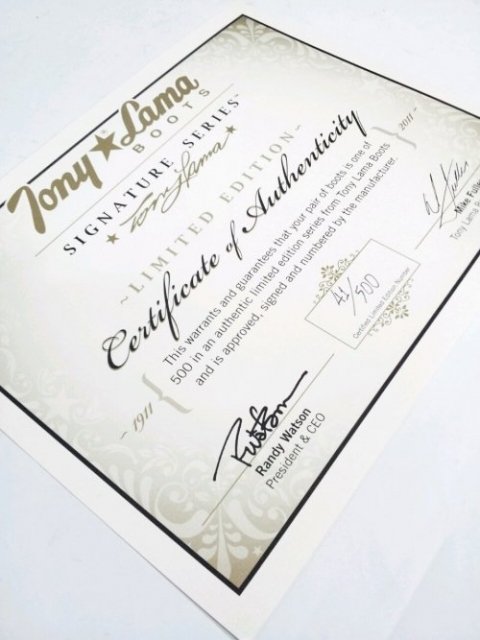 Tony Lama®
BOOTS
SIGNATURE SERIES™
Tony Lama
~ LIMITED EDITION ~
Certificate of Authenticity
~ 1911 2011 ~
This warrants and guarantees that your pair of boots is one of
500 in an authentic limited edition series from Tony Lama Boots
and is approved, signed and numbered by the manufacturer.
41/500
Certified Limited Edition Number
Randy Watson
President & CEO
Mike
Tony Lama